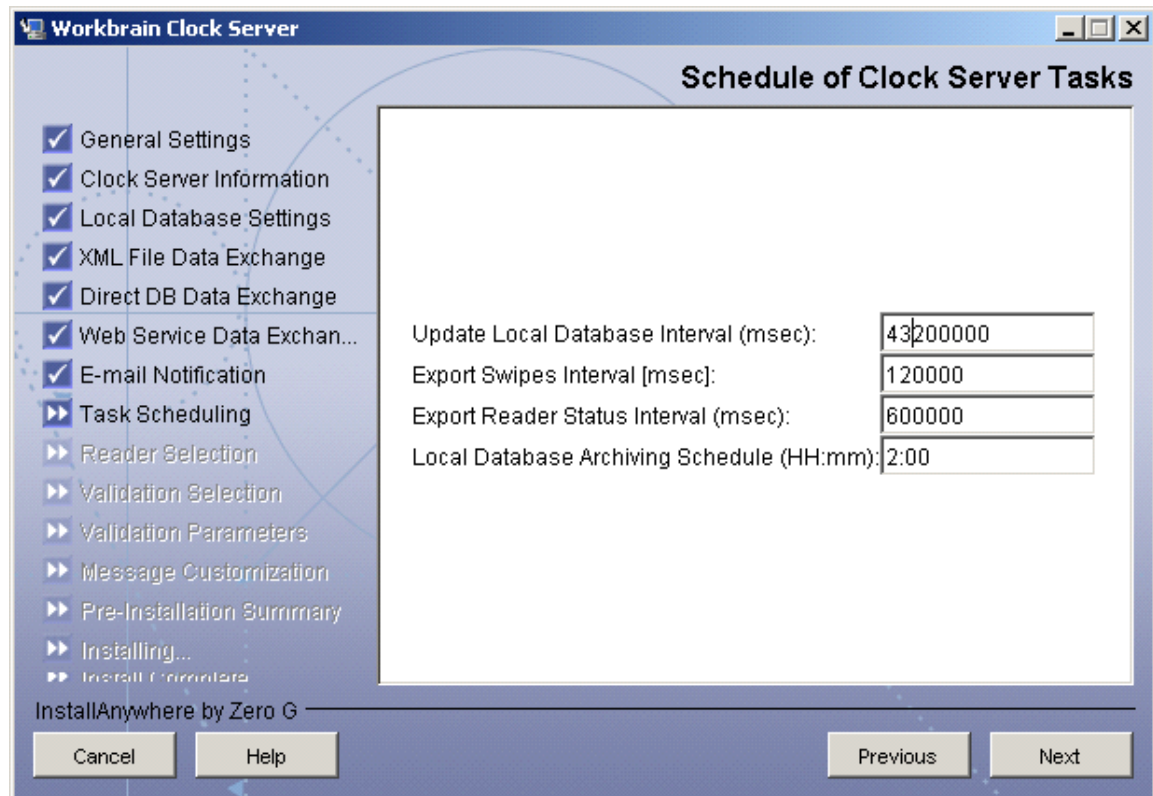 Workbrain Clock Server
Schedule of Clock Server Tasks
General Settings
Clock Server Information
Local Database Settings
XML File Data Exchange
Direct DB Data Exchange
Web Service Data Exchan...
E-mail Notification
Task Scheduling
Reader Selection
Validation Selection
Validation Parameters
Message Customization
Pre-Installation Summary
Installing...
Install Complete
Update Local Database Interval (msec): 43200000
Export Swipes Interval [msec]: 120000
Export Reader Status Interval (msec): 600000
Local Database Archiving Schedule (HH:mm): 2:00
InstallAnywhere by Zero G
Cancel Help Previous Next